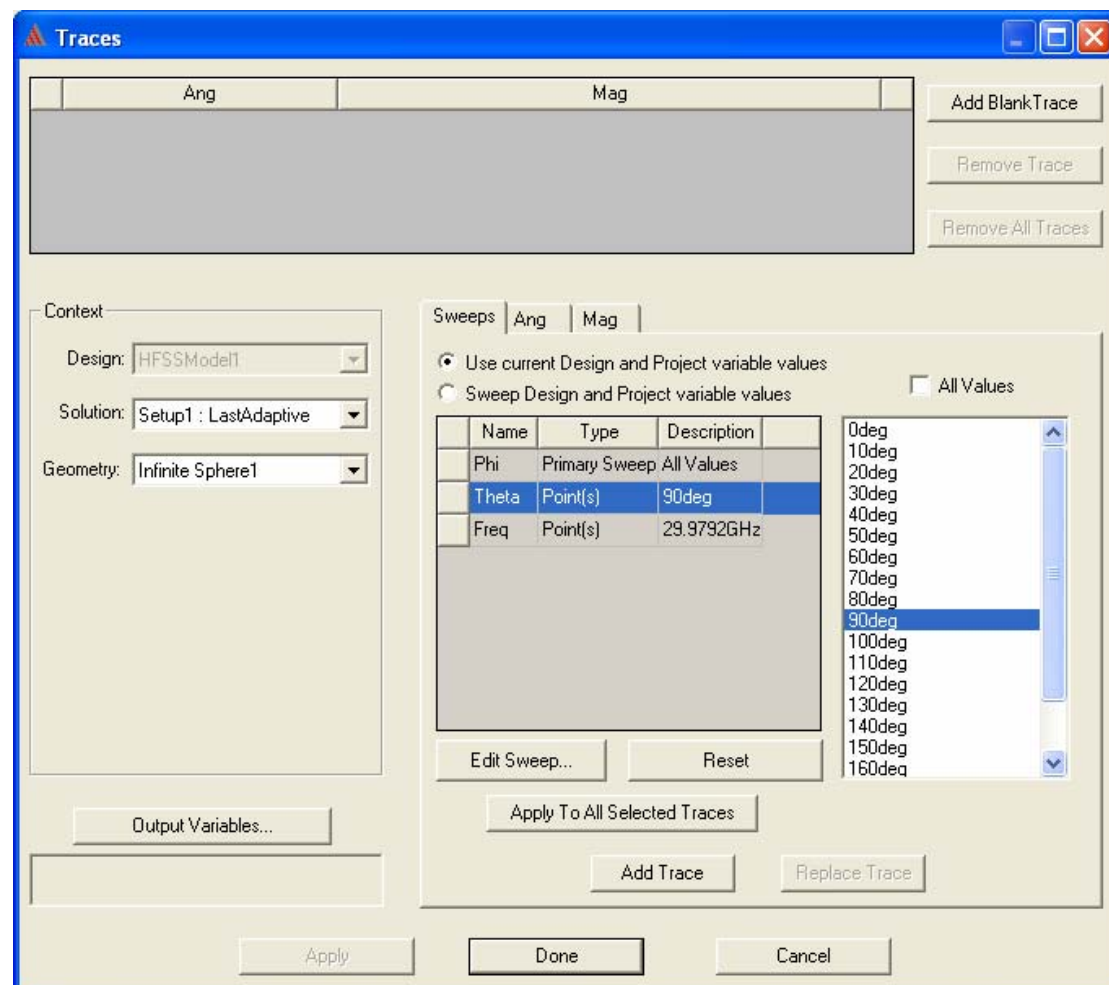 Traces
Ang Mag
Add BlankTrace
Remove Trace
Remove All Traces
Context
Design: HFSSModel1
Solution: Setup1 : LastAdaptive
Geometry: Infinite Sphere1
Output Variables...
Sweeps Ang Mag
Use current Design and Project variable values
Sweep Design and Project variable values
All Values
Name Type Description
Phi Primary Sweep All Values
Theta Point(s) 90deg
Freq Point(s) 29.9792GHz
0deg
10deg
20deg
30deg
40deg
50deg
60deg
70deg
80deg
90deg
100deg
110deg
120deg
130deg
140deg
150deg
160deg
Edit Sweep... Reset
Apply To All Selected Traces
Add Trace Replace Trace
Apply Done Cancel